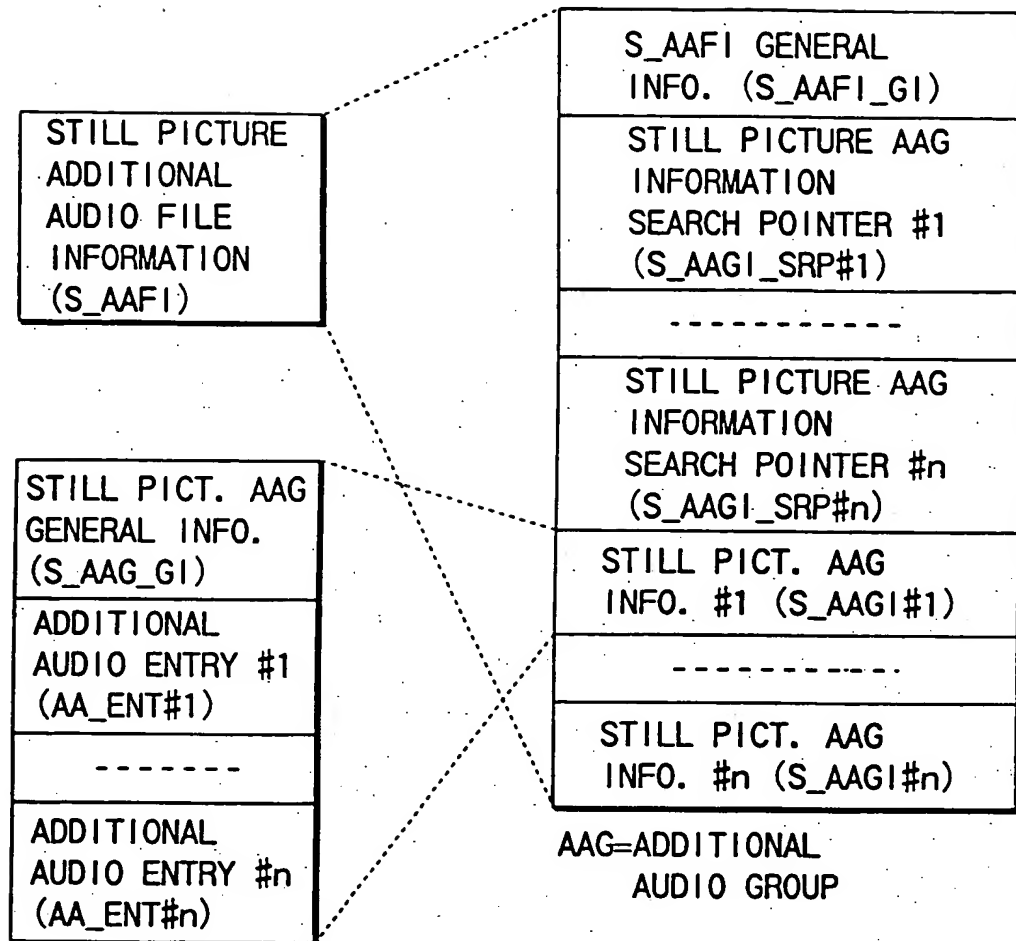 STILL PICTURE
ADDITIONAL
AUDIO FILE
INFORMATION
(S_AAFI)
S_AAFI GENERAL
INFO. (S_AAFI_GI)
STILL PICTURE AAG
INFORMATION
SEARCH POINTER #1
(S_AAGI_SRP#1)
STILL PICTURE AAG
INFORMATION
SEARCH POINTER #n
(S_AAGI_SRP#n)
STILL PICT. AAG
INFO. #1 (S_AAGI#1)
STILL PICT. AAG
INFO. #n (S_AAGI#n)
STILL PICT. AAG
GENERAL INFO.
(S_AAG_GI)
ADDITIONAL
AUDIO ENTRY #1
(AA_ENT#1)
ADDITIONAL
AUDIO ENTRY #n
(AA_ENT#n)
AAG=ADDITIONAL
AUDIO GROUP